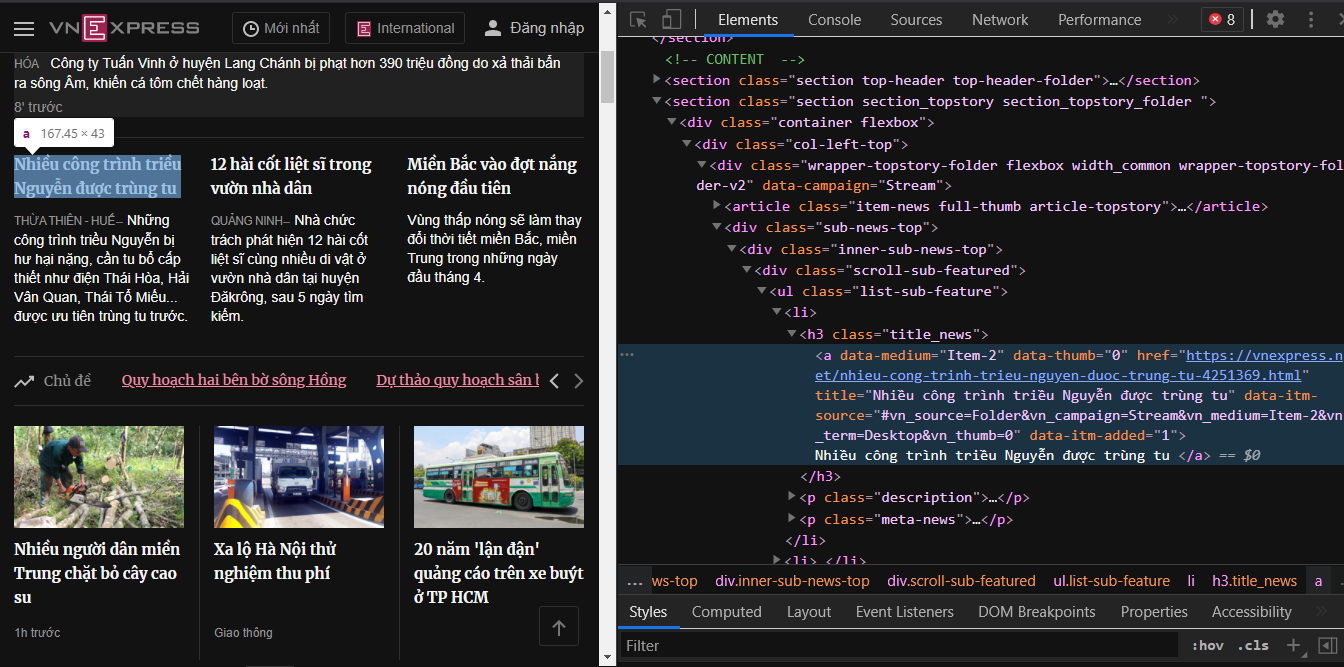 VNEXPRESS
Mới nhất
International
Đăng nhập
HÓA Công ty Tuấn Vinh ở huyện Lang Chánh bị phạt hơn 390 triệu đồng do xả thải bẩn
ra sông Âm, khiến cá tôm chết hàng loạt.
8' trước
a 167.45 × 43
Nhiều công trình triều
Nguyễn được trùng tu
THỪA THIÊN - HUẾ– Những
công trình triều Nguyễn bị
hư hại nặng, cần tu bổ cấp
thiết như điện Thái Hòa, Hải
Vân Quan, Thái Tổ Miếu...
được ưu tiên trùng tu trước.
12 hài cốt liệt sĩ trong
vườn nhà dân
QUẢNG NINH– Nhà chức
trách phát hiện 12 hài cốt
liệt sĩ cùng nhiều di vật ở
vườn nhà dân tại huyện
Đăkrông, sau 5 ngày tìm
kiếm.
Miền Bắc vào đợt nắng
nóng đầu tiên
Vùng thấp nóng sẽ làm thay
đổi thời tiết miền Bắc, miền
Trung trong những ngày
đầu tháng 4.
Chủ đề
Quy hoạch hai bên bờ sông Hồng
Dự thảo quy hoạch sân b
Nhiều người dân miền
Trung chặt bỏ cây cao
su
1h trước
Xa lộ Hà Nội thử
nghiệm thu phí
Giao thông
20 năm 'lận đận'
quảng cáo trên xe buýt
ở TP HCM
Elements
Console
Sources
Network
Performance
»
8
</section>
<!-- CONTENT -->
<section class="section top-header top-header-folder">…</section>
<section class="section section_topstory section_topstory_folder ">
<div class="container flexbox">
<div class="col-left-top">
<div class="wrapper-topstory-folder flexbox width_common wrapper-topstory-fol
der-v2" data-campaign="Stream">
<article class="item-news full-thumb article-topstory">…</article>
<div class="sub-news-top">
<div class="inner-sub-news-top">
<div class="scroll-sub-featured">
<ul class="list-sub-feature">
<li>
<h3 class="title_news">
<a data-medium="Item-2" data-thumb="0" href="https://vnexpress.n
et/nhieu-cong-trinh-trieu-nguyen-duoc-trung-tu-4251369.html"
title="Nhiều công trình triều Nguyễn được trùng tu" data-itm-
source="#vn_source=Folder&vn_campaign=Stream&vn_medium=Item-2&vn
_term=Desktop&vn_thumb=0" data-itm-added="1">
Nhiều công trình triều Nguyễn được trùng tu </a> == $0
</h3>
<p class="description">…</p>
<p class="meta-news">…</p>
</li>
<li> </li>
... ws-top div.inner-sub-news-top div.scroll-sub-featured ul.list-sub-feature li h3.title_news a
Styles
Computed
Layout
Event Listeners
DOM Breakpoints
Properties
Accessibility
»
Filter
:hov .cls